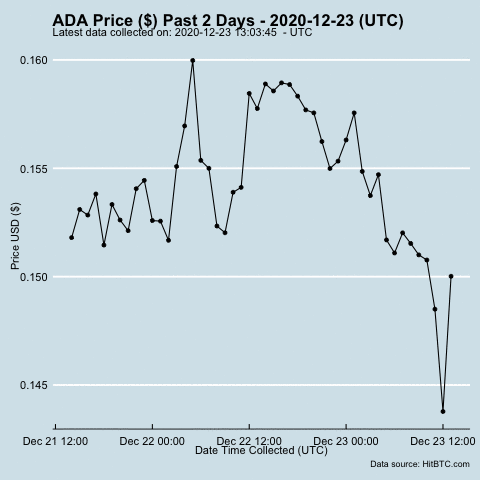 ADA Price ($) Past 2 Days - 2020-12-23 (UTC)
Latest data collected on: 2020-12-23 13:03:45  - UTC
0.160
0.155
0.150
0.145
Price USD ($)
Dec 21 12:00 Dec 22 00:00 Dec 22 12:00 Dec 23 00:00 Dec 23 12:00
Date Time Collected (UTC)
Data source: HitBTC.com